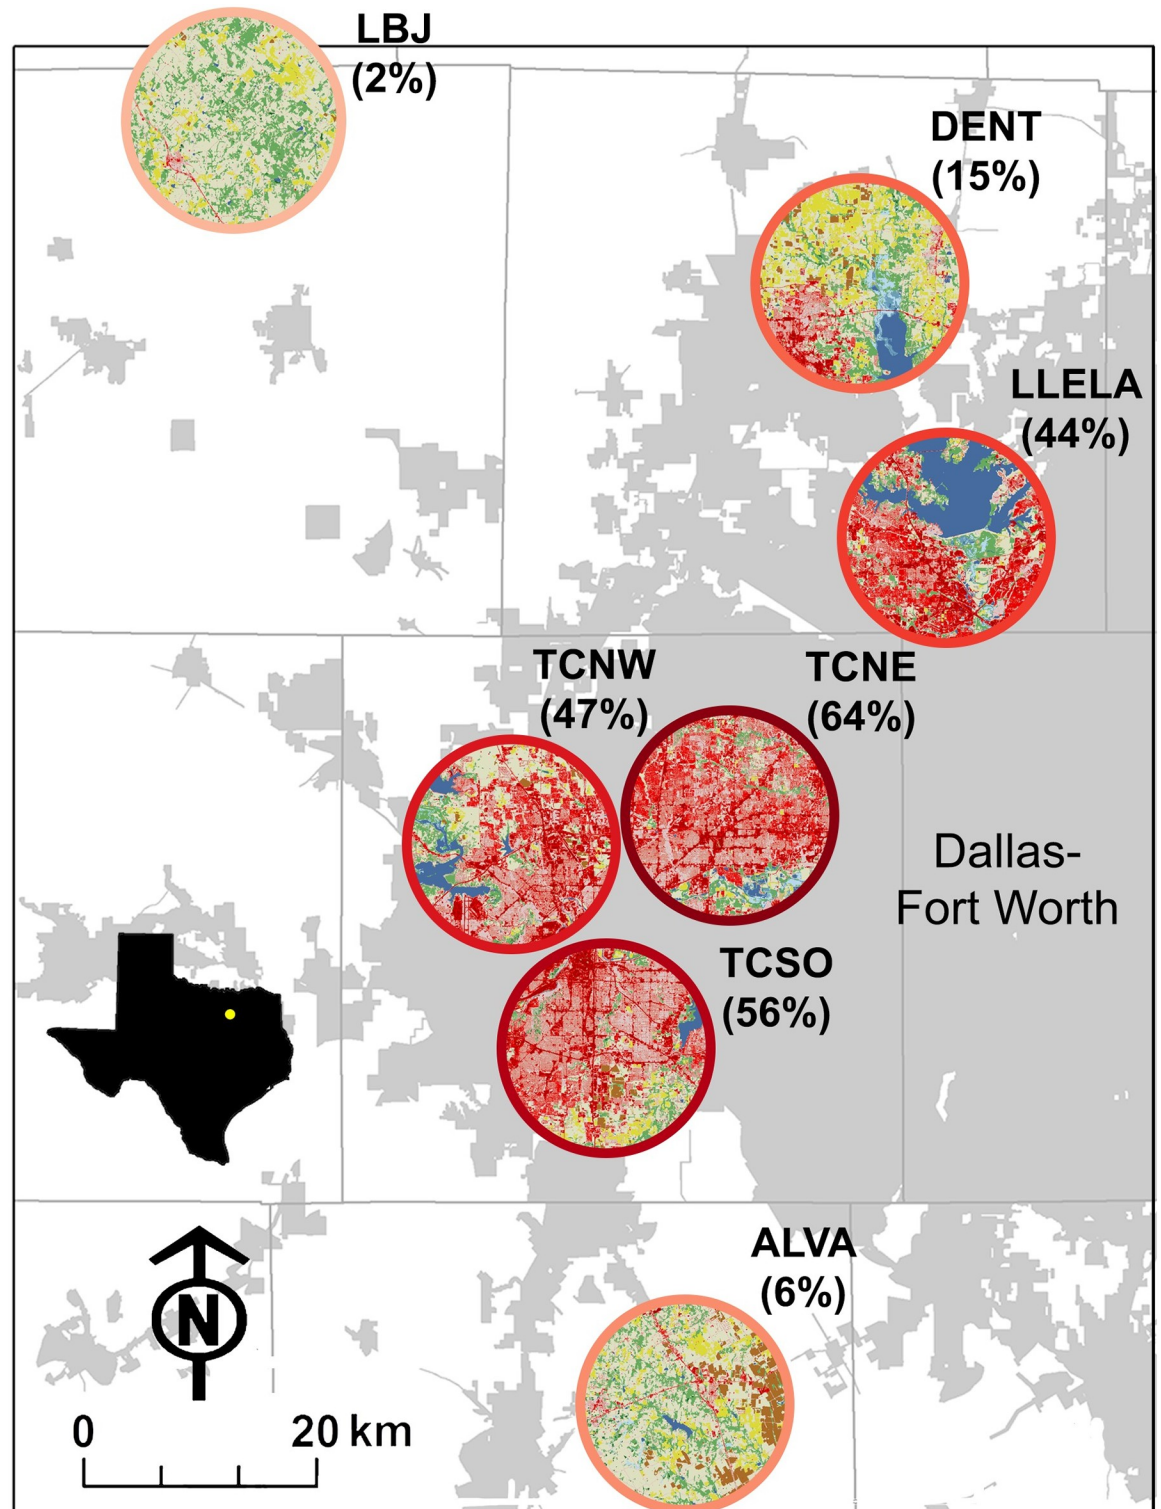 LBJ
(2%)
DENT
(15%)
LLELA
(44%)
TCNW
(47%)
TCNE
(64%)
Dallas-
Fort Worth
TCSO
(56%)
ALVA
(6%)
N
0 20 km